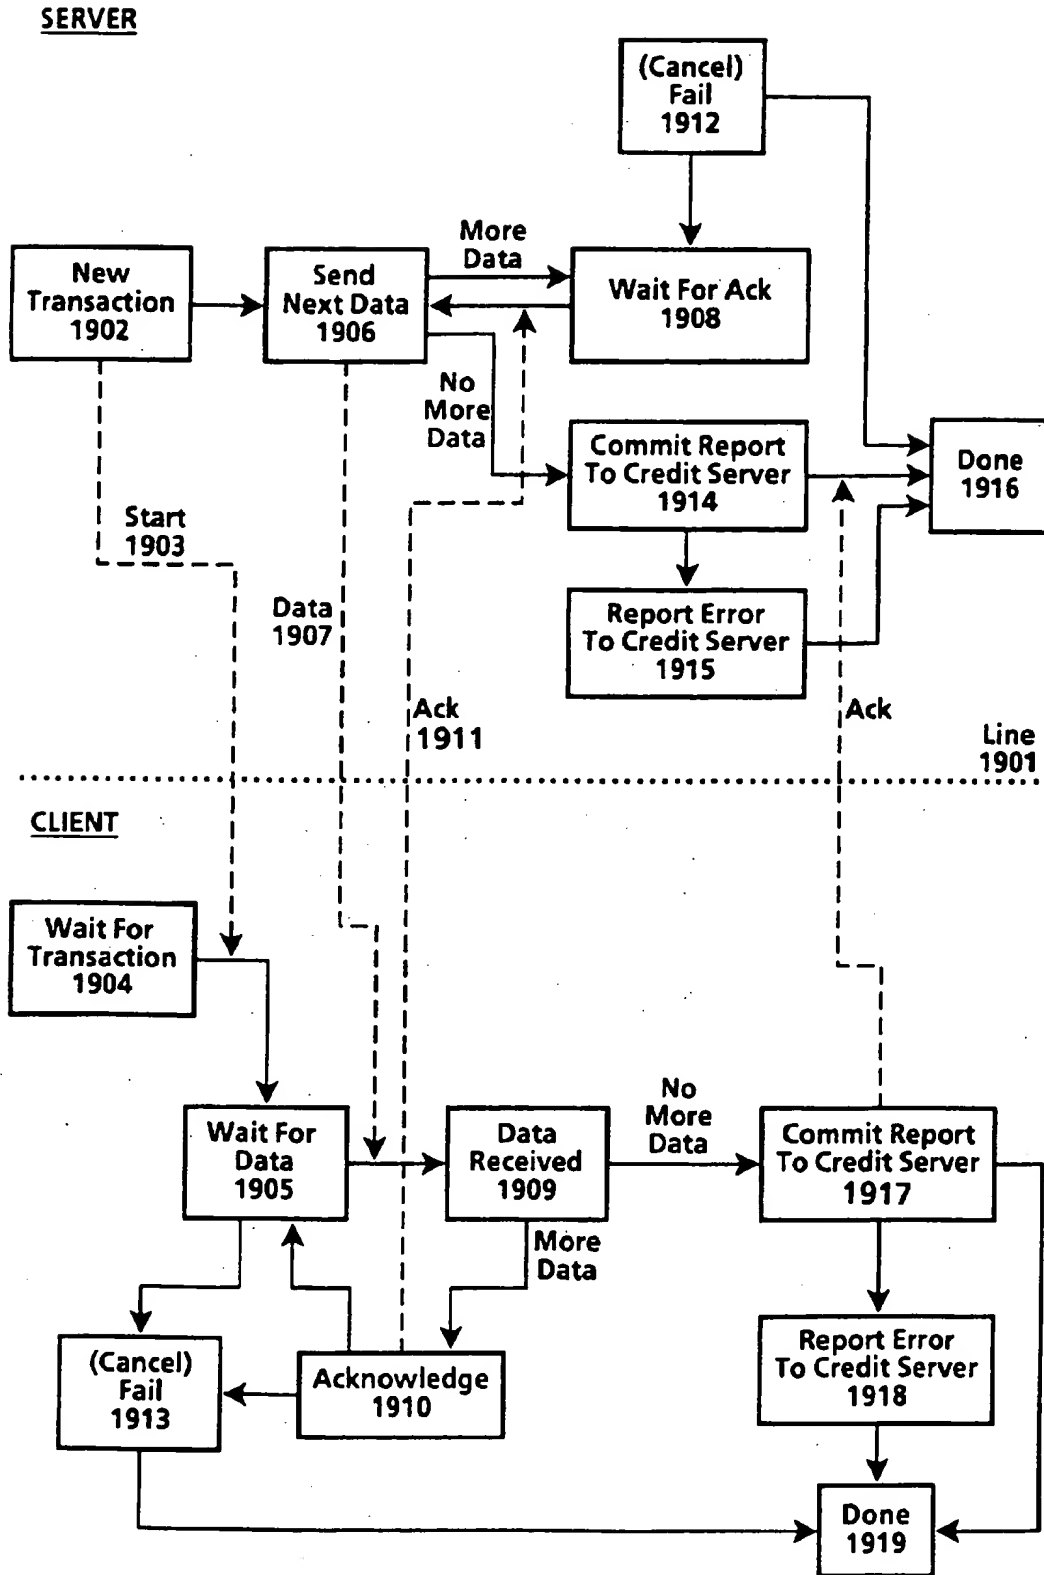 SERVER
(Cancel)
Fail
1912
New
Transaction
1902
Send
Next Data
1906
More
Data
Wait For Ack
1908
No
More
Data
Commit Report
To Credit Server
1914
Done
1916
Start
1903
Data
1907
Report Error
To Credit Server
1915
Ack
1911
Ack
Line
1901
CLIENT
Wait For
Transaction
1904
Wait For
Data
1905
Data
Received
1909
No
More
Data
Commit Report
To Credit Server
1917
More
Data
(Cancel)
Fail
1913
Acknowledge
1910
Report Error
To Credit Server
1918
Done
1919